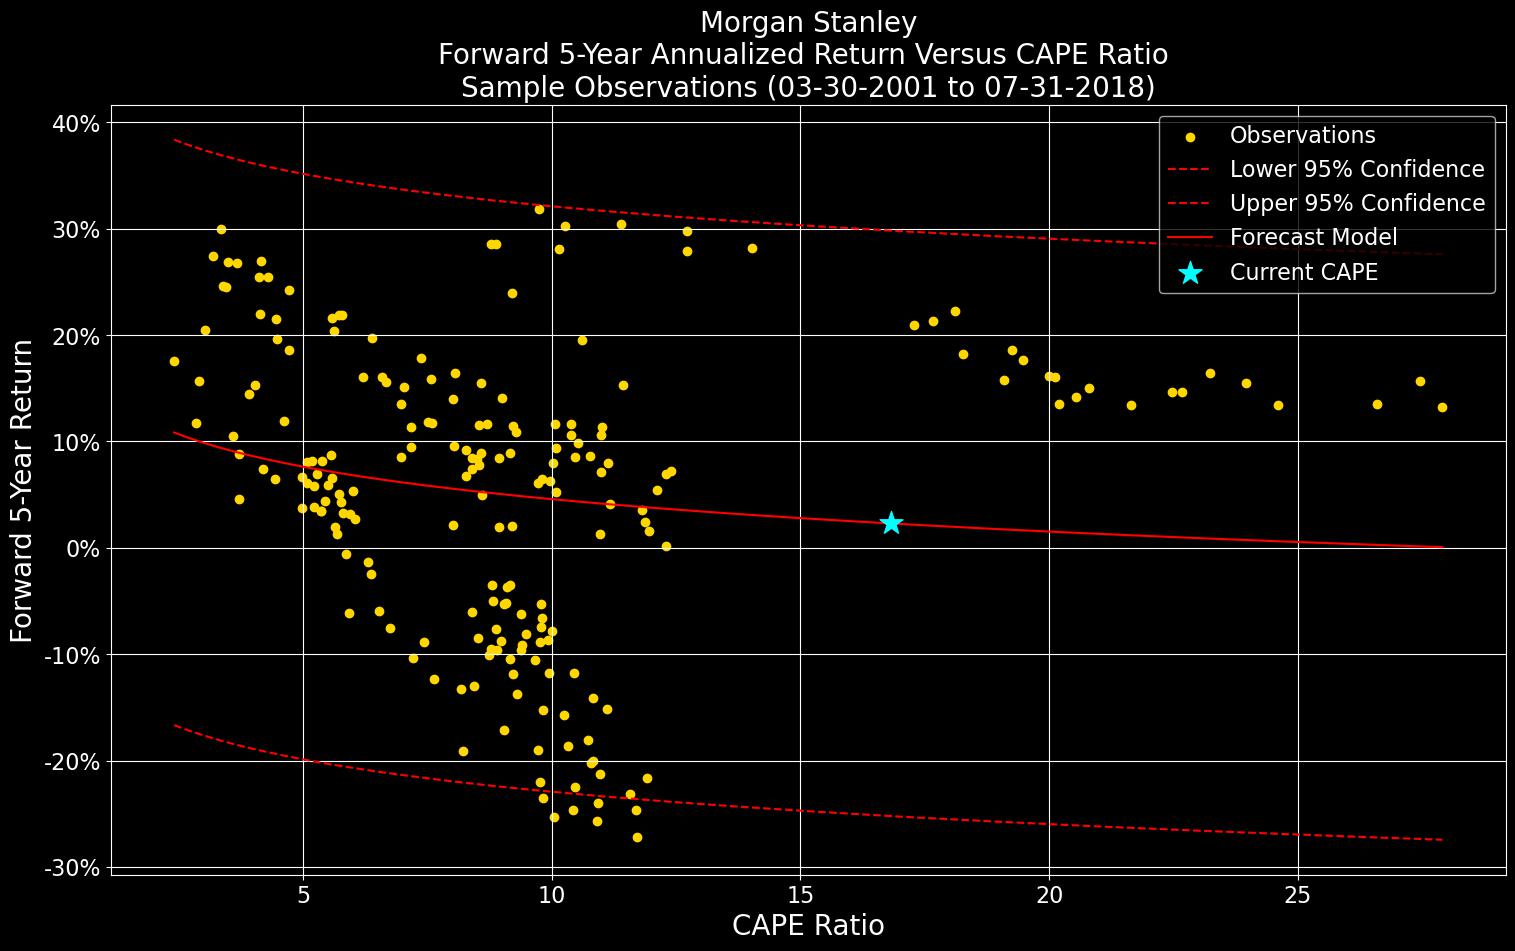 Morgan Stanley
Forward 5-Year Annualized Return Versus CAPE Ratio
Sample Observations (03-30-2001 to 07-31-2018)
Observations
Lower 95% Confidence
Upper 95% Confidence
Forecast Model
Current CAPE
Forward 5-Year Return
40%
30%
20%
10%
0%
-10%
-20%
-30%
5 10 15 20 25
CAPE Ratio